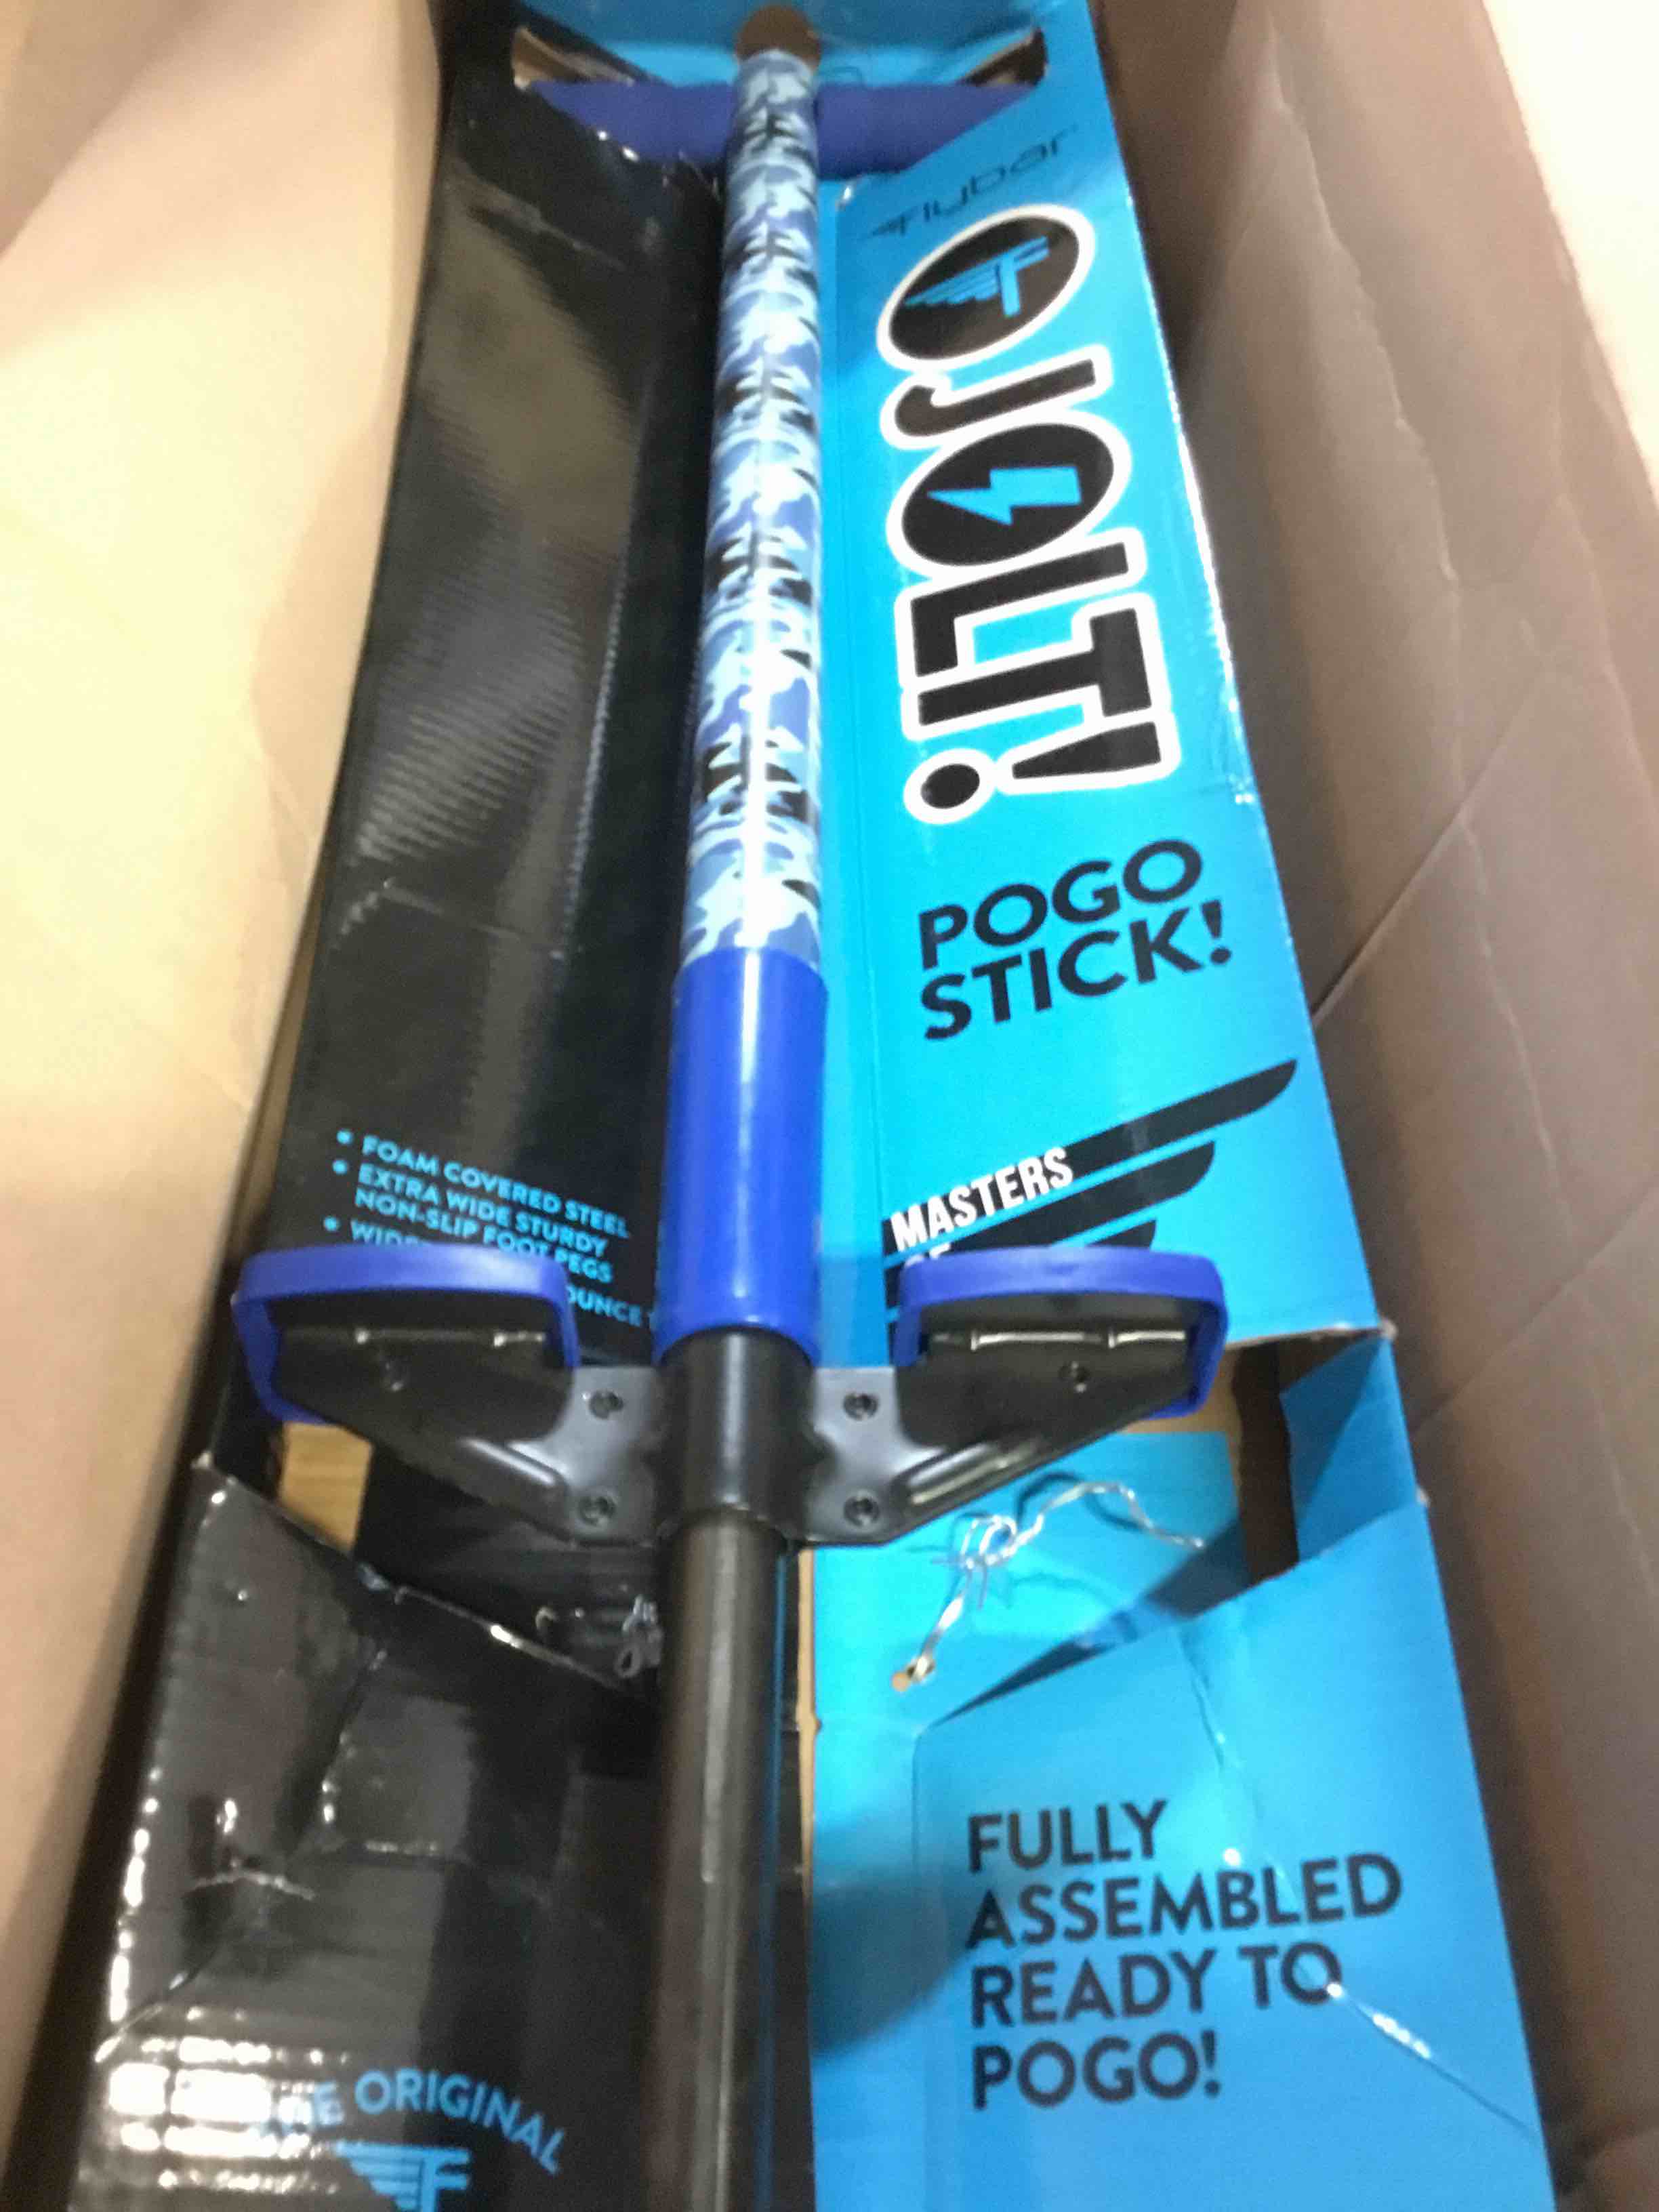 flybar
JOLT!
POGO
STICK!
MASTERS
• FOAM COVERED STEEL
• EXTRA WIDE STURDY
NON-SLIP FOOT PEGS
FULLY
ASSEMBLED
READY TO
POGO!
ORIGINAL
F